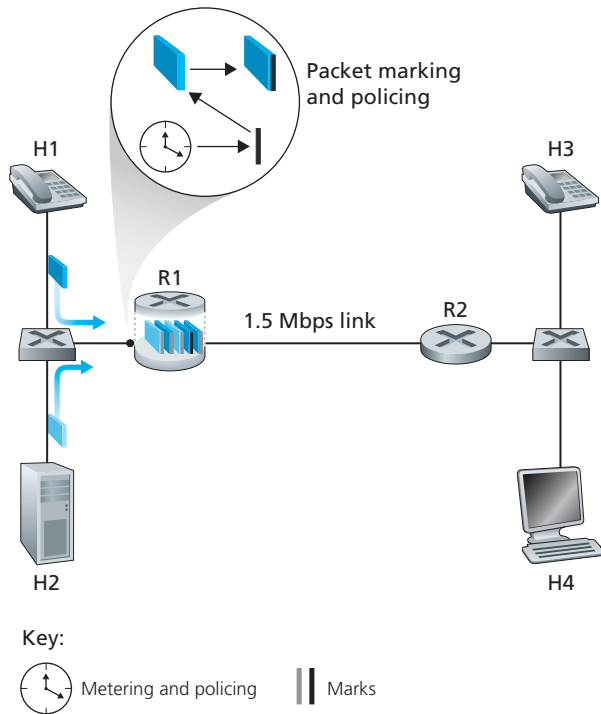 Packet marking
and policing
H1
H3
R1
1.5 Mbps link
R2
H2
H4
Key:
Metering and policing
Marks